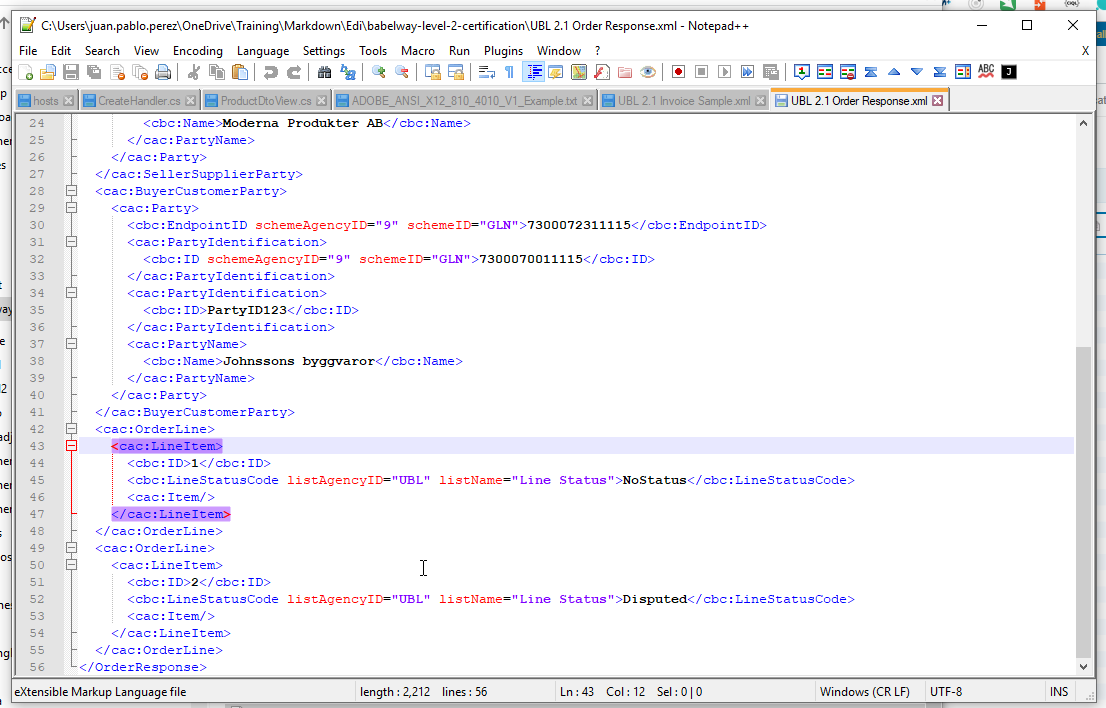 C:\Users\juan.pablo.perez\OneDrive\Training\Markdown\Edi\babelway-level-2-certification\UBL 2.1 Order Response.xml - Notepad++
File Edit Search View Encoding Language Settings Tools Macro Run Plugins Window ? X
hosts CreateHandler.cs ProductDtoView.cs ADOBE_ANSI_X12_810_4010_V1_Example.txt UBL 2.1 Invoice Sample.xml UBL 2.1 Order Response.xml
24 <cbc:Name>Moderna Produkter AB</cbc:Name>
25 </cac:PartyName>
26 </cac:Party>
27 </cac:SellerSupplierParty>
28 <cac:BuyerCustomerParty>
29 <cac:Party>
30 <cbc:EndpointID schemeAgencyID="9" schemeID="GLN">7300072311115</cbc:EndpointID>
31 <cac:PartyIdentification>
32 <cbc:ID schemeAgencyID="9" schemeID="GLN">7300070011115</cbc:ID>
33 </cac:PartyIdentification>
34 <cac:PartyIdentification>
35 <cbc:ID>PartyID123</cbc:ID>
36 </cac:PartyIdentification>
37 <cac:PartyName>
38 <cbc:Name>Johnssons byggvaror</cbc:Name>
39 </cac:PartyName>
40 </cac:Party>
41 </cac:BuyerCustomerParty>
42 <cac:OrderLine>
43 <cac:LineItem>
44 <cbc:ID>1</cbc:ID>
45 <cbc:LineStatusCode listAgencyID="UBL" listName="Line Status">NoStatus</cbc:LineStatusCode>
46 <cac:Item/>
47 </cac:LineItem>
48 </cac:OrderLine>
49 <cac:OrderLine>
50 <cac:LineItem>
51 <cbc:ID>2</cbc:ID>
52 <cbc:LineStatusCode listAgencyID="UBL" listName="Line Status">Disputed</cbc:LineStatusCode>
53 <cac:Item/>
54 </cac:LineItem>
55 </cac:OrderLine>
56 </OrderResponse>
eXtensible Markup Language file length : 2,212 lines : 56 Ln : 43 Col : 12 Sel : 0 | 0 Windows (CR LF) UTF-8 INS